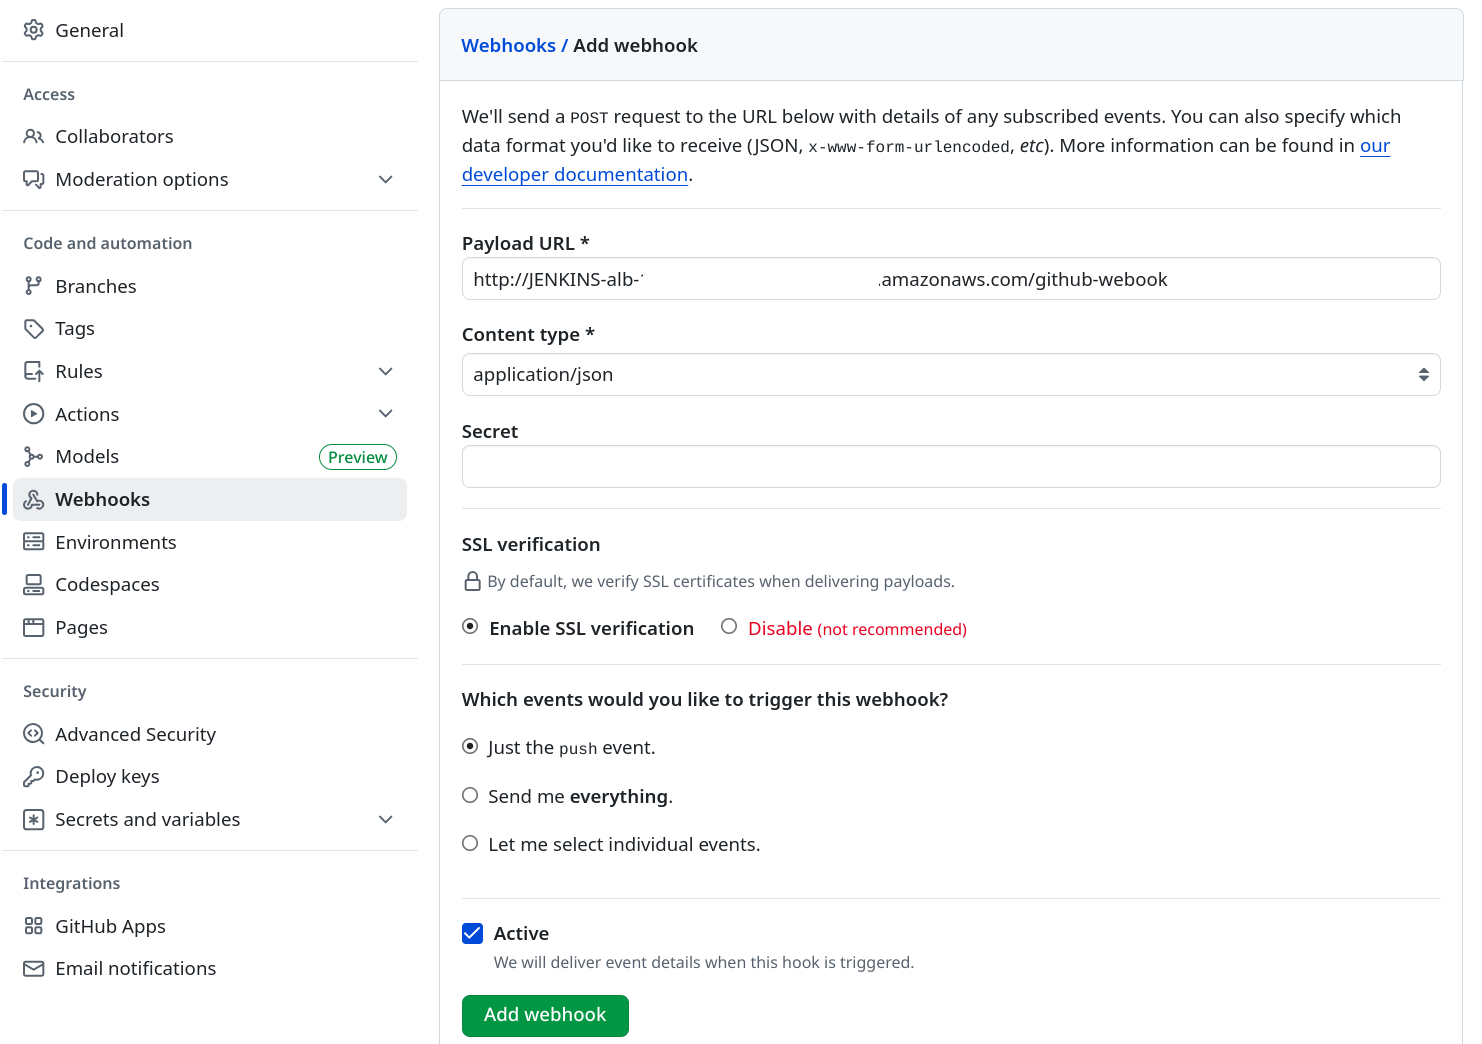 General
Access
Collaborators
Moderation options
Code and automation
Branches
Tags
Rules
Actions
Models Preview
Webhooks
Environments
Codespaces
Pages
Security
Advanced Security
Deploy keys
Secrets and variables
Integrations
GitHub Apps
Email notifications
Webhooks / Add webhook
We'll send a POST request to the URL below with details of any subscribed events. You can also specify which
data format you'd like to receive (JSON, x-www-form-urlencoded, etc). More information can be found in our
developer documentation.
Payload URL *
http://JENKINS-alb- .amazonaws.com/github-webook
Content type *
application/json
Secret
SSL verification
By default, we verify SSL certificates when delivering payloads.
Enable SSL verification Disable (not recommended)
Which events would you like to trigger this webhook?
Just the push event.
Send me everything.
Let me select individual events.
Active
We will deliver event details when this hook is triggered.
Add webhook